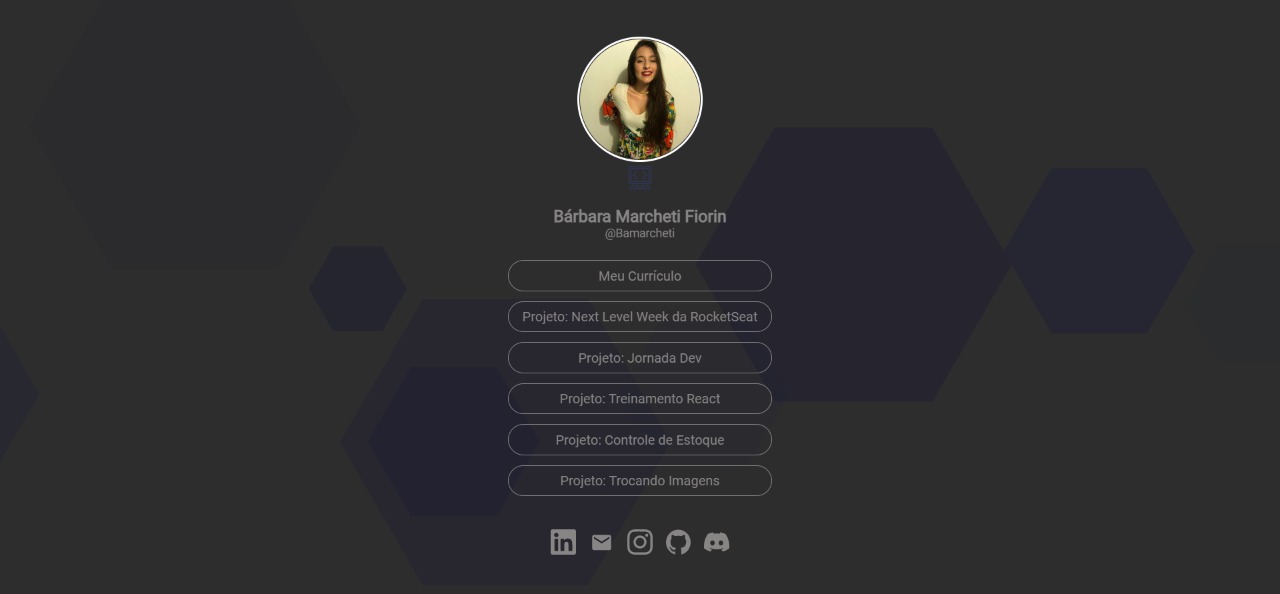 Bárbara Marcheti Fiorin
@Bamarcheti
Meu Currículo
Projeto: Next Level Week da RocketSeat
Projeto: Jornada Dev
Projeto: Treinamento React
Projeto: Controle de Estoque
Projeto: Trocando Imagens
in